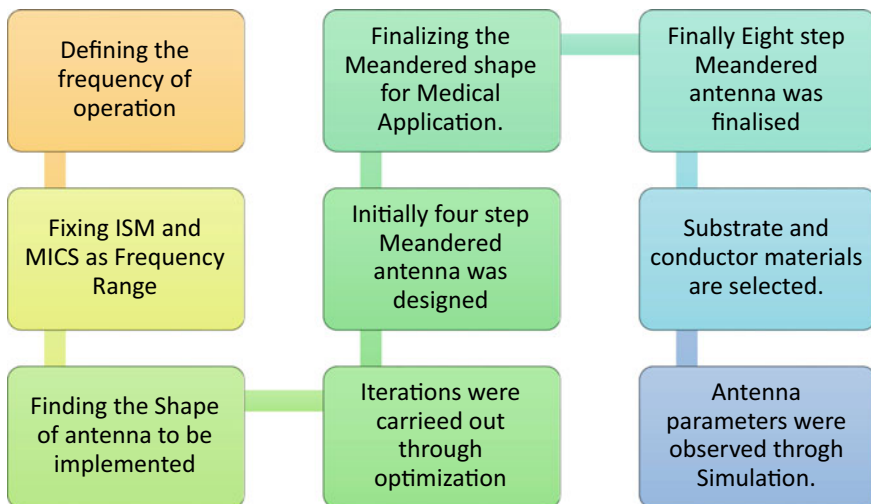 Defining the
frequency of
operation
Fixing ISM and
MICS as Frequency
Range
Finding the Shape
of antenna to be
implemented
Iterations were
carrieed out
through
optimization
Initially four step
Meandered
antenna was
designed
Finalizing the
Meandered shape
for Medical
Application.
Finally Eight step
Meandered
antenna was
finalised
Substrate and
conductor materials
are selected.
Antenna
parameters were
observed throgh
Simulation.